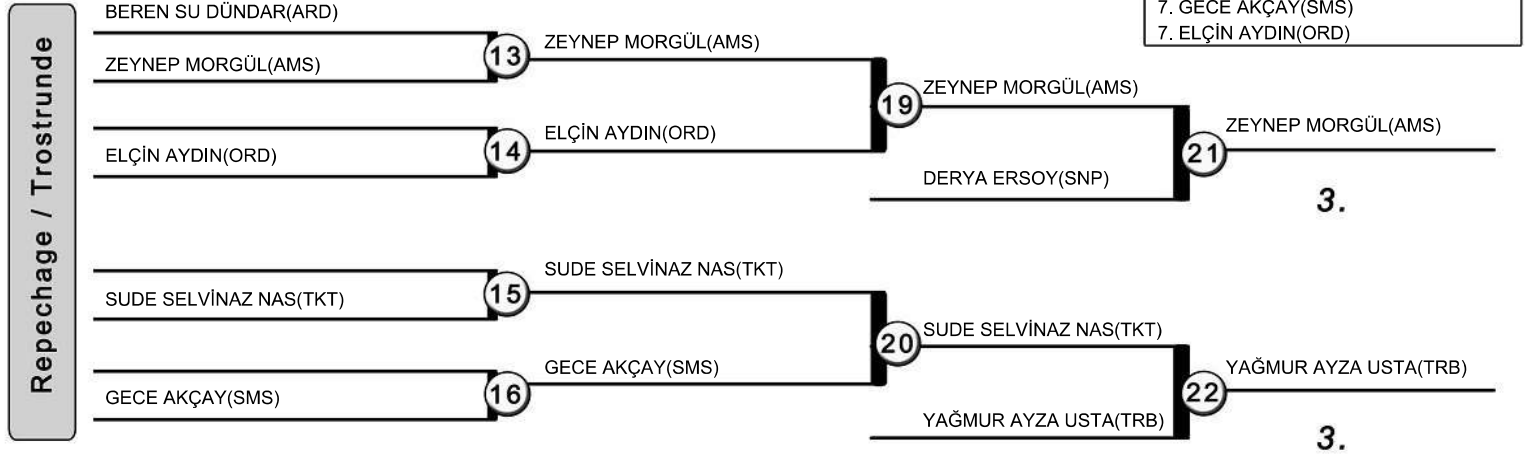 Repechage / Trostrunde
BEREN SU DÜNDAR(ARD)
ZEYNEP MORGÜL(AMS)
13
ZEYNEP MORGÜL(AMS)
ELÇİN AYDIN(ORD)
14
ELÇİN AYDIN(ORD)
19
ZEYNEP MORGÜL(AMS)
DERYA ERSOY(SNP)
21
ZEYNEP MORGÜL(AMS)
3.
SUDE SELVİNAZ NAS(TKT)
15
SUDE SELVİNAZ NAS(TKT)
GECE AKÇAY(SMS)
16
GECE AKÇAY(SMS)
20
SUDE SELVİNAZ NAS(TKT)
YAĞMUR AYZA USTA(TRB)
22
YAĞMUR AYZA USTA(TRB)
3.
7. GECE AKÇAY(SMS)
7. ELÇİN AYDIN(ORD)